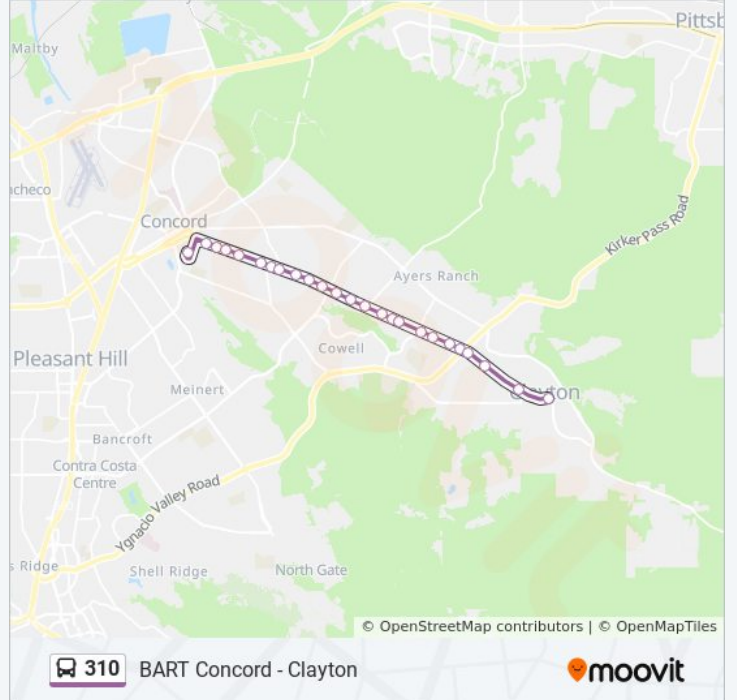 Pittsb
Maltby
acheco
Concord
Kirker Pass Road
Ayers Ranch
Cowell
Pleasant Hill
Meinert
Clayton
Bancroft
Contra Costa
Centre
Ygnacio Valley Road
s Ridge
Shell Ridge
North Gate
© OpenStreetMap contributors | © OpenMapTiles
310 BART Concord - Clayton
moovit